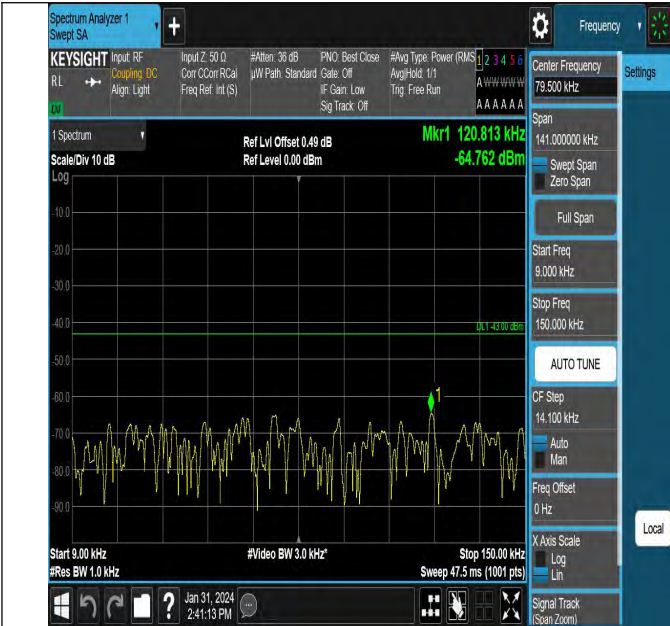 Spectrum Analyzer 1
Swept SA
+
Frequency
KEYSIGHT
RL
Input: RF
Coupling: DC
Align: Light
Input Z: 50 Ω
Corr CCorr RCal
Freq Ref: Int (S)
#Atten: 36 dB
µW Path: Standard
PNO: Best Close
Gate: Off
IF Gain: Low
Sig Track: Off
#Avg Type: Power (RMS
Avg|Hold: 1/1
Trig: Free Run
1 2 3 4 5 6
A W W W W W
A A A A A A
1 Spectrum
Scale/Div 10 dB
Ref Lvl Offset 0.49 dB
Ref Level 0.00 dBm
Mkr1 120.813 kHz
-64.762 dBm
Log
-10.0
-20.0
-30.0
-40.0
DL1 -43.00 dBm
-50.0
-60.0
1
-70.0
-80.0
-90.0
Start 9.00 kHz
#Video BW 3.0 kHz*
Stop 150.00 kHz
#Res BW 1.0 kHz
Sweep 47.5 ms (1001 pts)
?
Jan 31, 2024
2:41:13 PM
Center Frequency
79.500 kHz
Settings
Span
141.000000 kHz
Swept Span
Zero Span
Full Span
Start Freq
9.000 kHz
Stop Freq
150.000 kHz
AUTO TUNE
CF Step
14.100 kHz
Auto
Man
Freq Offset
0 Hz
X Axis Scale
Log
Lin
Local
Signal Track
(Span Zoom)